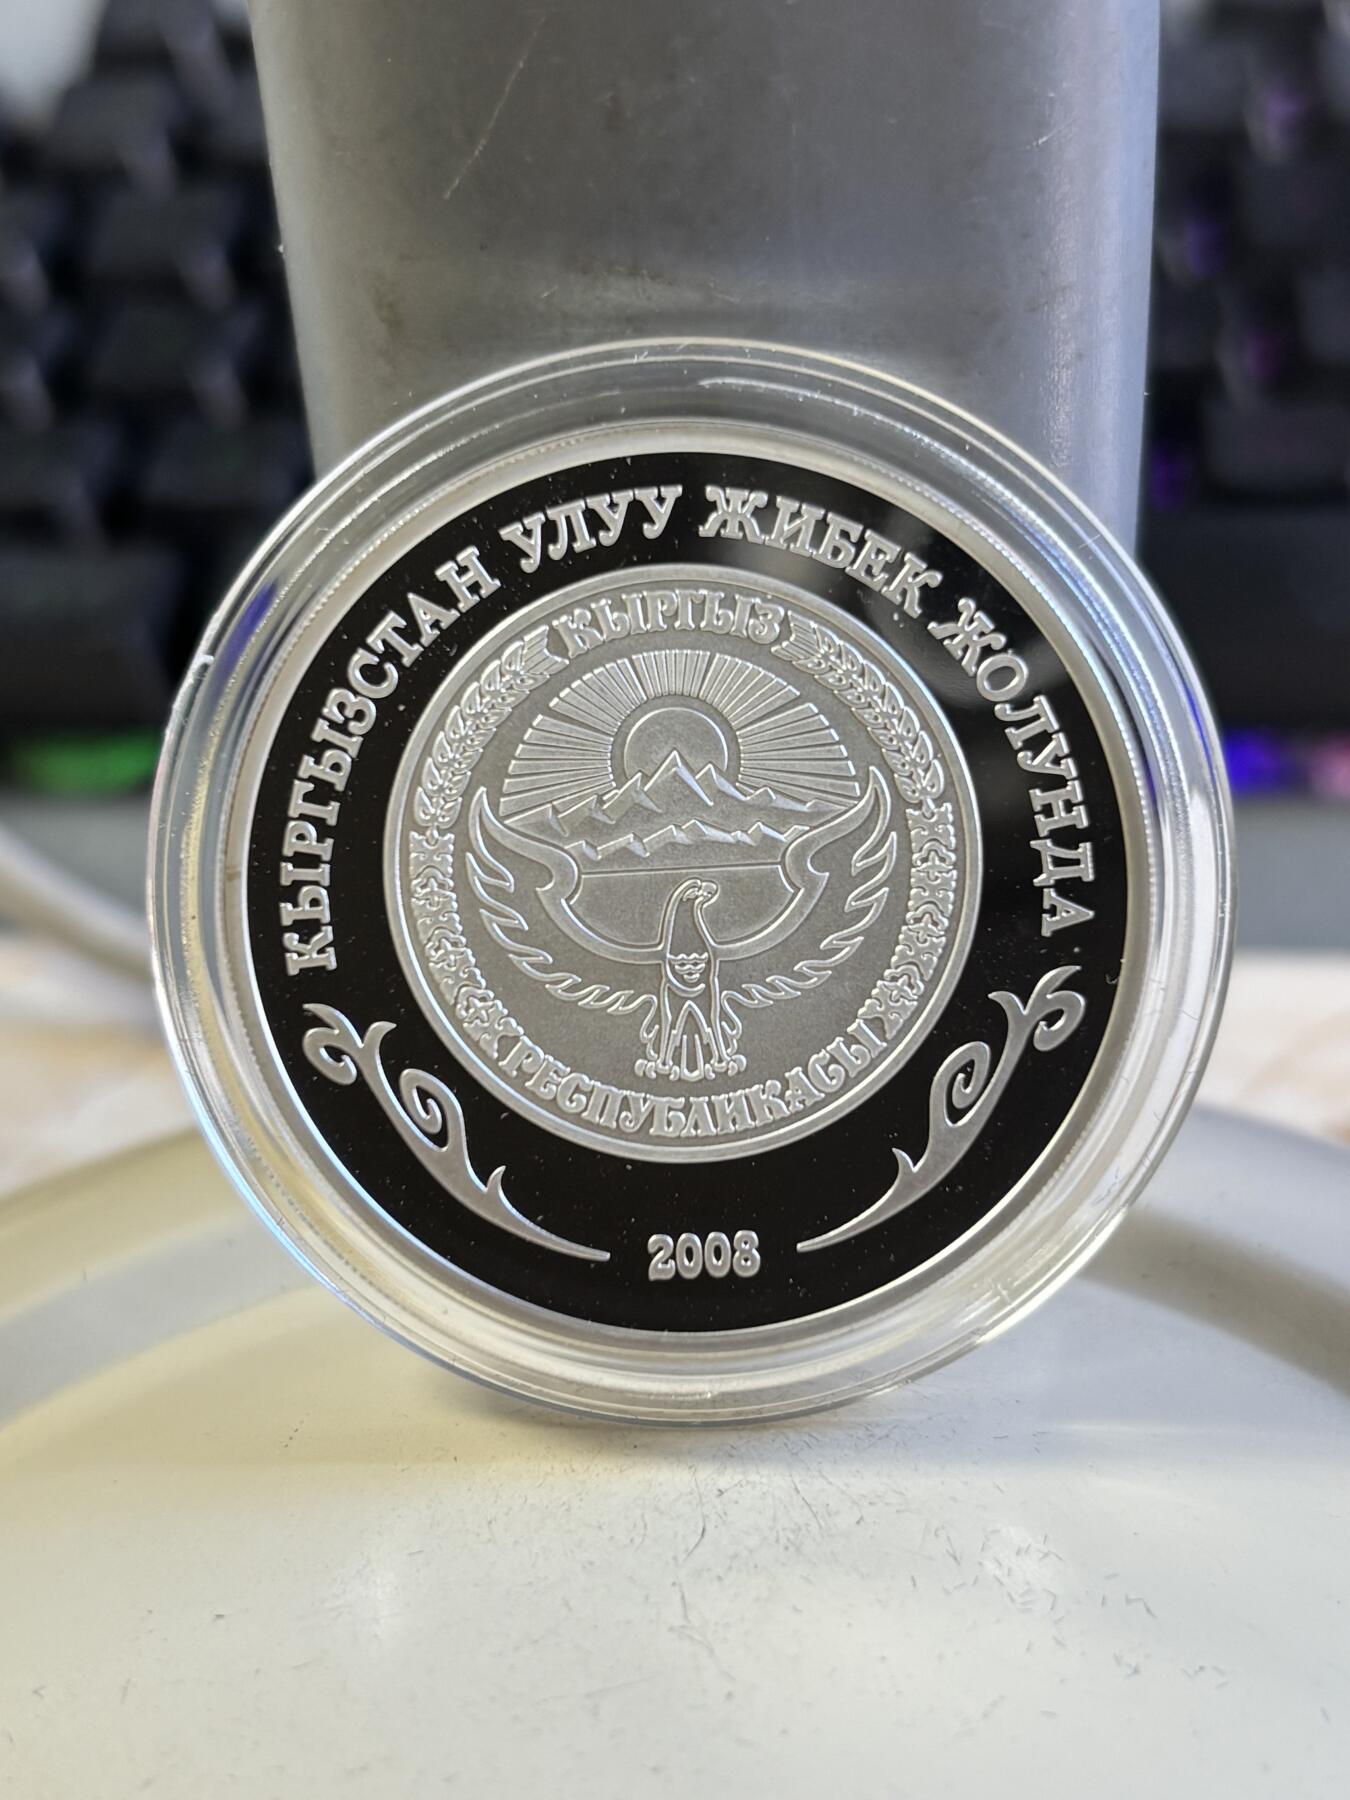 КЫРГЫЗСТАН УЛУУ ЖИБЕК ЖОЛУНДА
КЫРГЫЗ
РЕСПУБЛИКАСЫ
2008